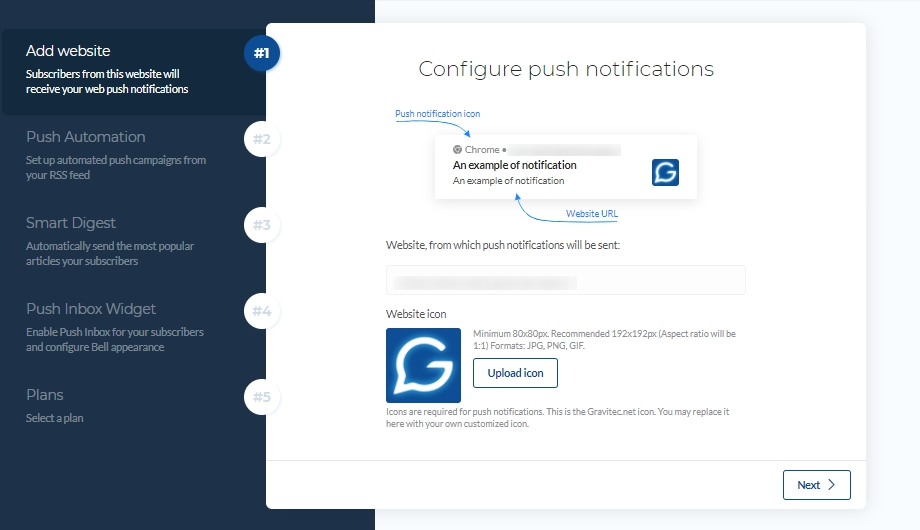 Add website
Subscribers from this website will
receive your web push notifications
#1
Push Automation
Set up automated push campaigns from
your RSS feed
#2
Smart Digest
Automatically send the most popular
articles your subscribers
#3
Push Inbox Widget
Enable Push Inbox for your subscribers
and configure Bell appearance
#4
Plans
Select a plan
#5
Configure push notifications
Push notification icon
Chrome •
An example of notification
An example of notification
Website URL
Website, from which push notifications will be sent:
Website icon
Minimum 80x80px. Recommended 192x192px (Aspect ratio will be
1:1) Formats: JPG, PNG, GIF.
Upload icon
Icons are required for push notifications. This is the Gravitec.net icon. You may replace it
here with your own customized icon.
Next